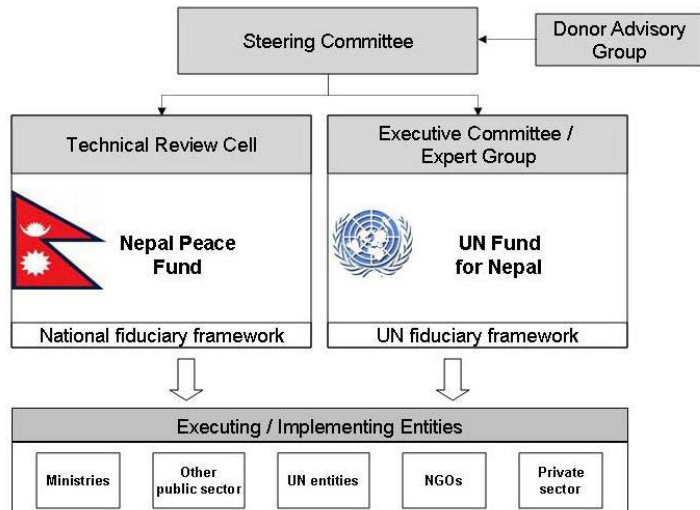 Steering Committee
Donor Advisory
Group
Technical Review Cell
Executive Committee /
Expert Group
Nepal Peace
Fund
UN Fund
for Nepal
National fiduciary framework
UN fiduciary framework
Executing / Implementing Entities
Ministries
Other
public sector
UN entities
NGOs
Private
sector